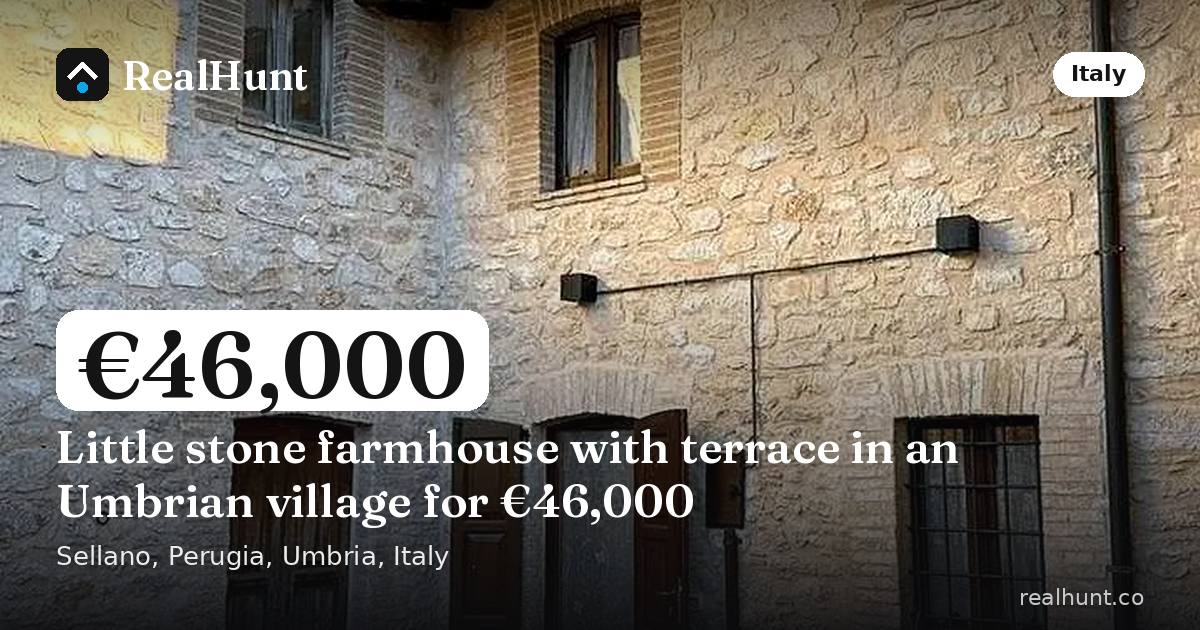 RealHunt
Italy
€46,000
Little stone farmhouse with terrace in an
Umbrian village for €46,000
Sellano, Perugia, Umbria, Italy
realhunt.co